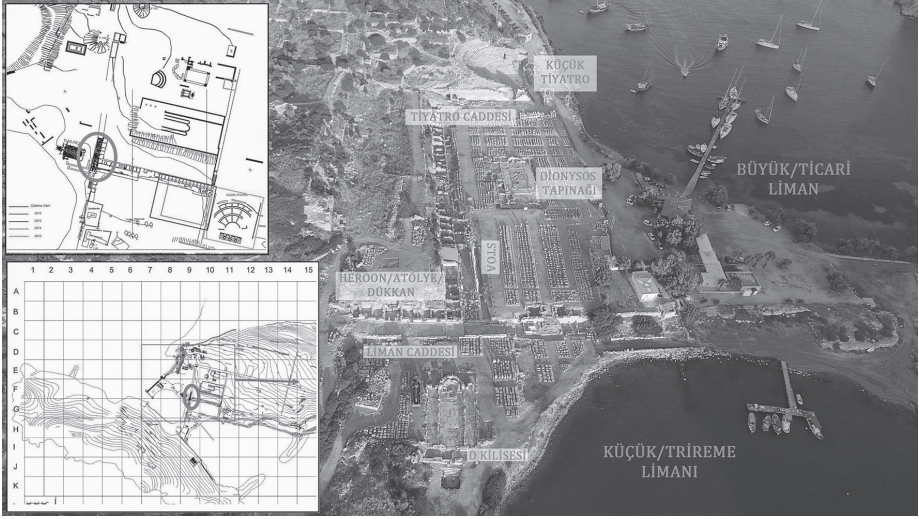 KÜÇÜK
TİYATRO
TİYATRO CADDESİ
DİONYSOS
TAPINAĞI
BÜYÜK/TİCARİ
LİMAN
STOA
HEROON/ATÖLYE/
DÜKKAN
LİMAN CADDESİ
D KİLİSESİ
KÜÇÜK/TRİREME
LİMANI
1 2 3 4 5 6 7 8 9 10 11 12 13 14 15
A
B
C
D
E
F
G
H
I
J
K